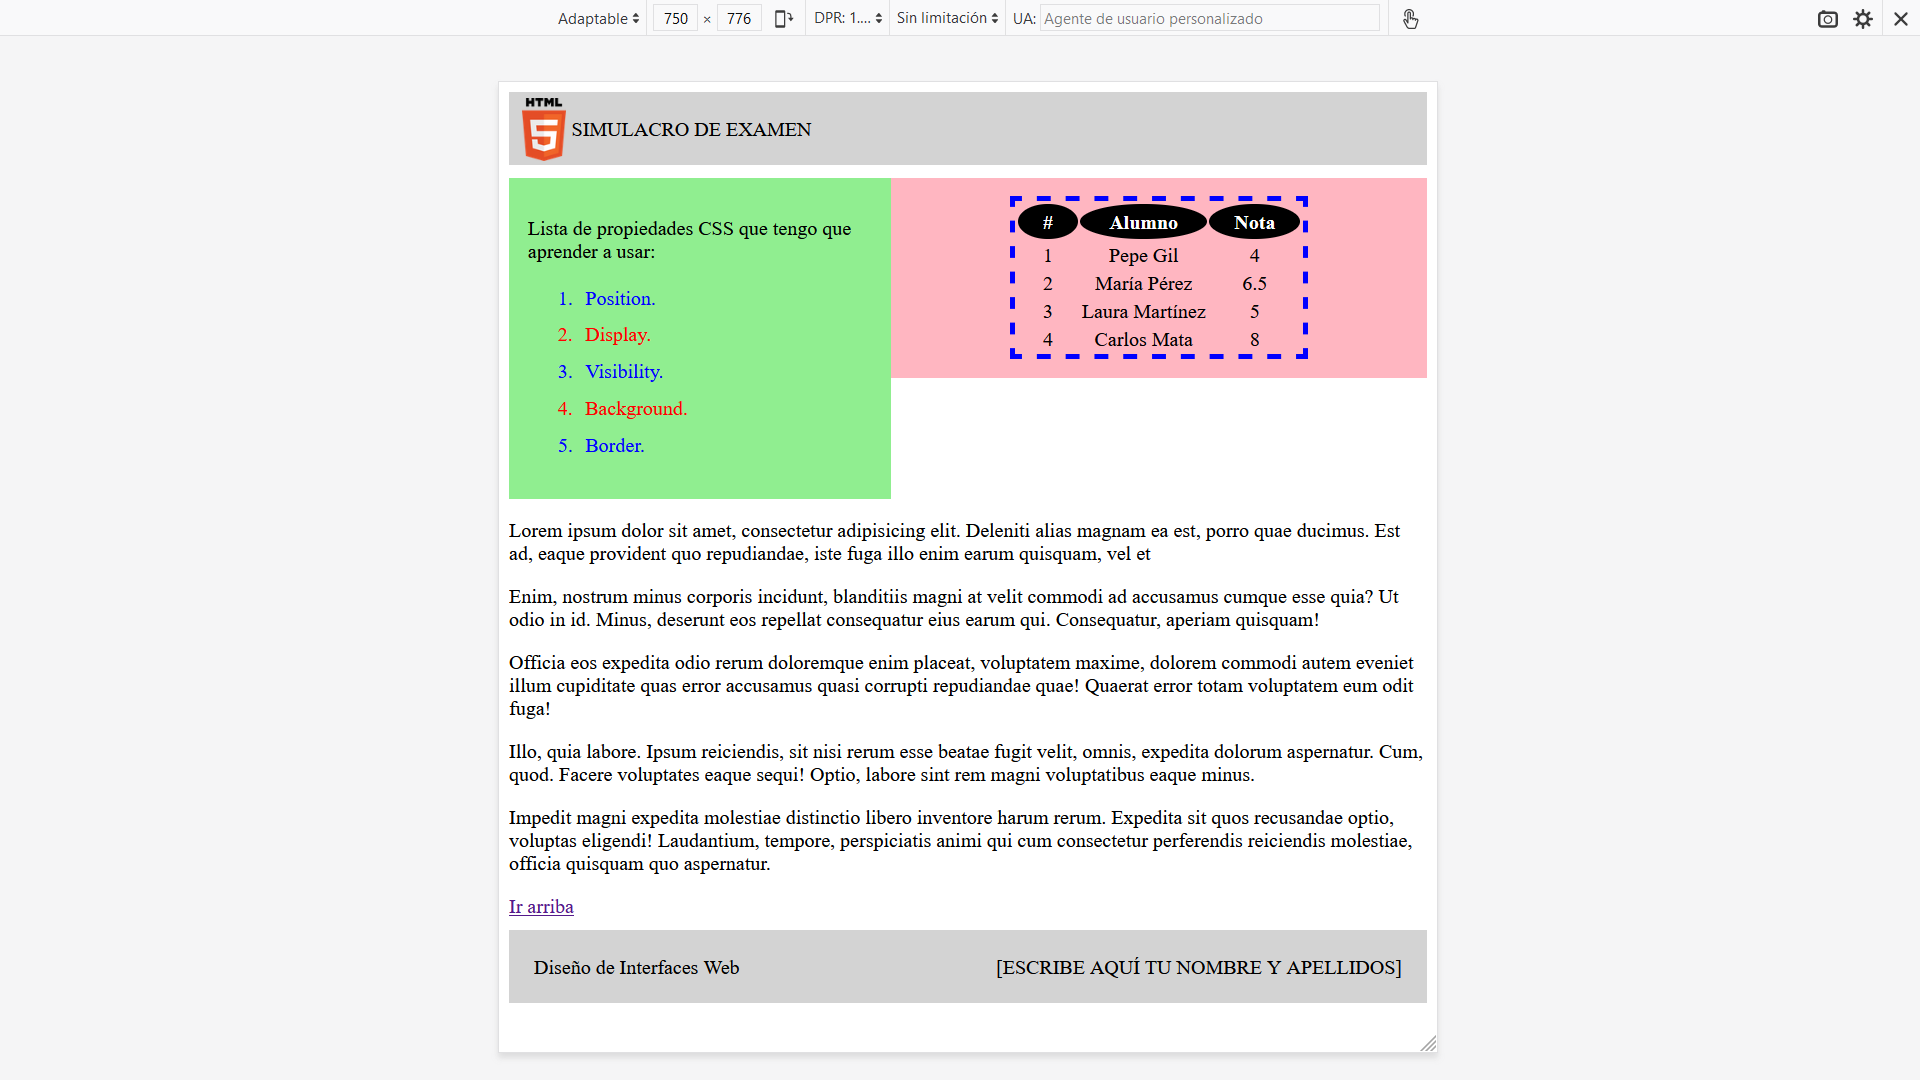 Adaptable 750 × 776 DPR: 1.... Sin limitación UA: Agente de usuario personalizado
HTML
5 SIMULACRO DE EXAMEN
Lista de propiedades CSS que tengo que
aprender a usar:
1. Position.
2. Display.
3. Visibility.
4. Background.
5. Border.
# Alumno Nota
1 Pepe Gil 4
2 María Pérez 6.5
3 Laura Martínez 5
4 Carlos Mata 8
Lorem ipsum dolor sit amet, consectetur adipisicing elit. Deleniti alias magnam ea est, porro quae ducimus. Est
ad, eaque provident quo repudiandae, iste fuga illo enim earum quisquam, vel et
Enim, nostrum minus corporis incidunt, blanditiis magni at velit commodi ad accusamus cumque esse quia? Ut
odio in id. Minus, deserunt eos repellat consequatur eius earum qui. Consequatur, aperiam quisquam!
Officia eos expedita odio rerum doloremque enim placeat, voluptatem maxime, dolorem commodi autem eveniet
illum cupiditate quas error accusamus quasi corrupti repudiandae quae! Quaerat error totam voluptatem eum odit
fuga!
Illo, quia labore. Ipsum reiciendis, sit nisi rerum esse beatae fugit velit, omnis, expedita dolorum aspernatur. Cum,
quod. Facere voluptates eaque sequi! Optio, labore sint rem magni voluptatibus eaque minus.
Impedit magni expedita molestiae distinctio libero inventore harum rerum. Expedita sit quos recusandae optio,
voluptas eligendi! Laudantium, tempore, perspiciatis animi qui cum consectetur perferendis reiciendis molestiae,
officia quisquam quo aspernatur.
Ir arriba
Diseño de Interfaces Web [ESCRIBE AQUÍ TU NOMBRE Y APELLIDOS]